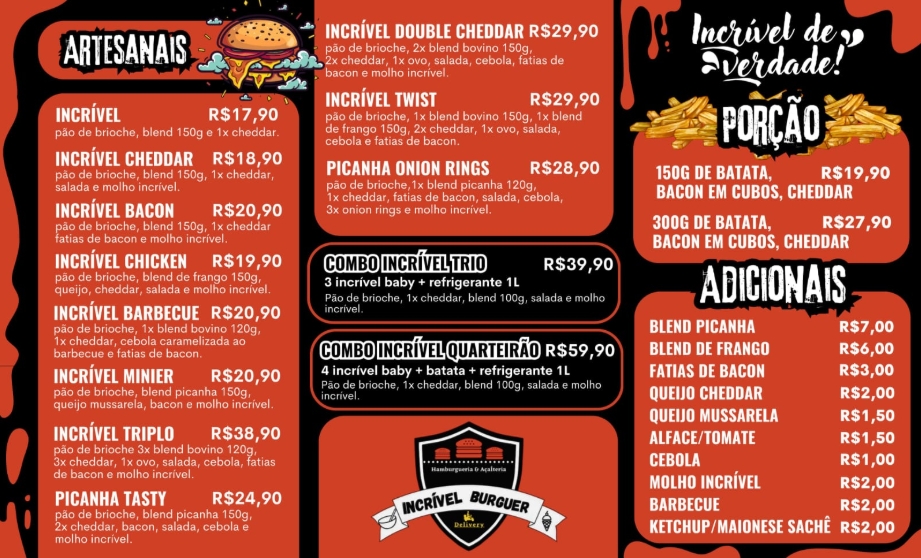 ARTESANAIS
INCRÍVEL R$17,90
pão de brioche, blend 150g e 1x cheddar.
INCRÍVEL CHEDDAR R$18,90
pão de brioche, blend 150g, 1x cheddar,
salada e molho incrível.
INCRÍVEL BACON R$20,90
pão de brioche, blend 150g, 1x cheddar
fatias de bacon e molho incrível.
INCRÍVEL CHICKEN R$19,90
pão de brioche, blend de frango 150g,
queijo, cheddar, salada e molho incrível.
INCRÍVEL BARBECUE R$20,90
pão de brioche, 1x blend bovino 120g,
1x cheddar, cebola caramelizada ao
barbecue e fatias de bacon.
INCRÍVEL MINIER R$20,90
pão de brioche, blend picanha 150g,
queijo mussarela, bacon e molho incrível.
INCRÍVEL TRIPLO R$38,90
pão de brioche 3x blend bovino 120g,
3x cheddar, 1x ovo, salada, cebola, fatias
de bacon e molho incrível.
PICANHA TASTY R$24,90
pão de brioche, blend picanha 150g,
2x cheddar, bacon, salada, cebola e
molho incrível.
INCRÍVEL DOUBLE CHEDDAR R$29,90
pão de brioche, 2x blend bovino 150g,
2x cheddar, 1x ovo, salada, cebola, fatias de
bacon e molho incrível.
INCRÍVEL TWIST R$29,90
pão de brioche, 1x blend bovino 150g, 1x blend
de frango 150g, 2x cheddar, 1x ovo, salada,
cebola e fatias de bacon.
PICANHA ONION RINGS R$28,90
pão de brioche,1x blend picanha 120g,
1x cheddar, fatias de bacon, salada, cebola,
3x onion rings e molho incrível.
COMBO INCRÍVEL TRIO R$39,90
3 incrível baby + refrigerante 1L
Pão de brioche, 1x cheddar, blend 100g, salada e molho
incrível.
COMBO INCRÍVEL QUARTEIRÃO R$59,90
4 incrível baby + batata + refrigerante 1L
Pão de brioche, 1x cheddar, blend 100g, salada e molho
incrível.
Hamburgueria & Açaíteria
INCRÍVEL BURGUER
Delivery
Incrível de
verdade!
PORÇÃO
150G DE BATATA, R$19,90
BACON EM CUBOS, CHEDDAR
300G DE BATATA, R$27,90
BACON EM CUBOS, CHEDDAR
ADICIONAIS
BLEND PICANHA R$7,00
BLEND DE FRANGO R$6,00
FATIAS DE BACON R$3,00
QUEIJO CHEDDAR R$2,00
QUEIJO MUSSARELA R$1,50
ALFACE/TOMATE R$1,50
CEBOLA R$1,00
MOLHO INCRÍVEL R$2,00
BARBECUE R$2,00
KETCHUP/MAIONESE SACHÊ R$2,00